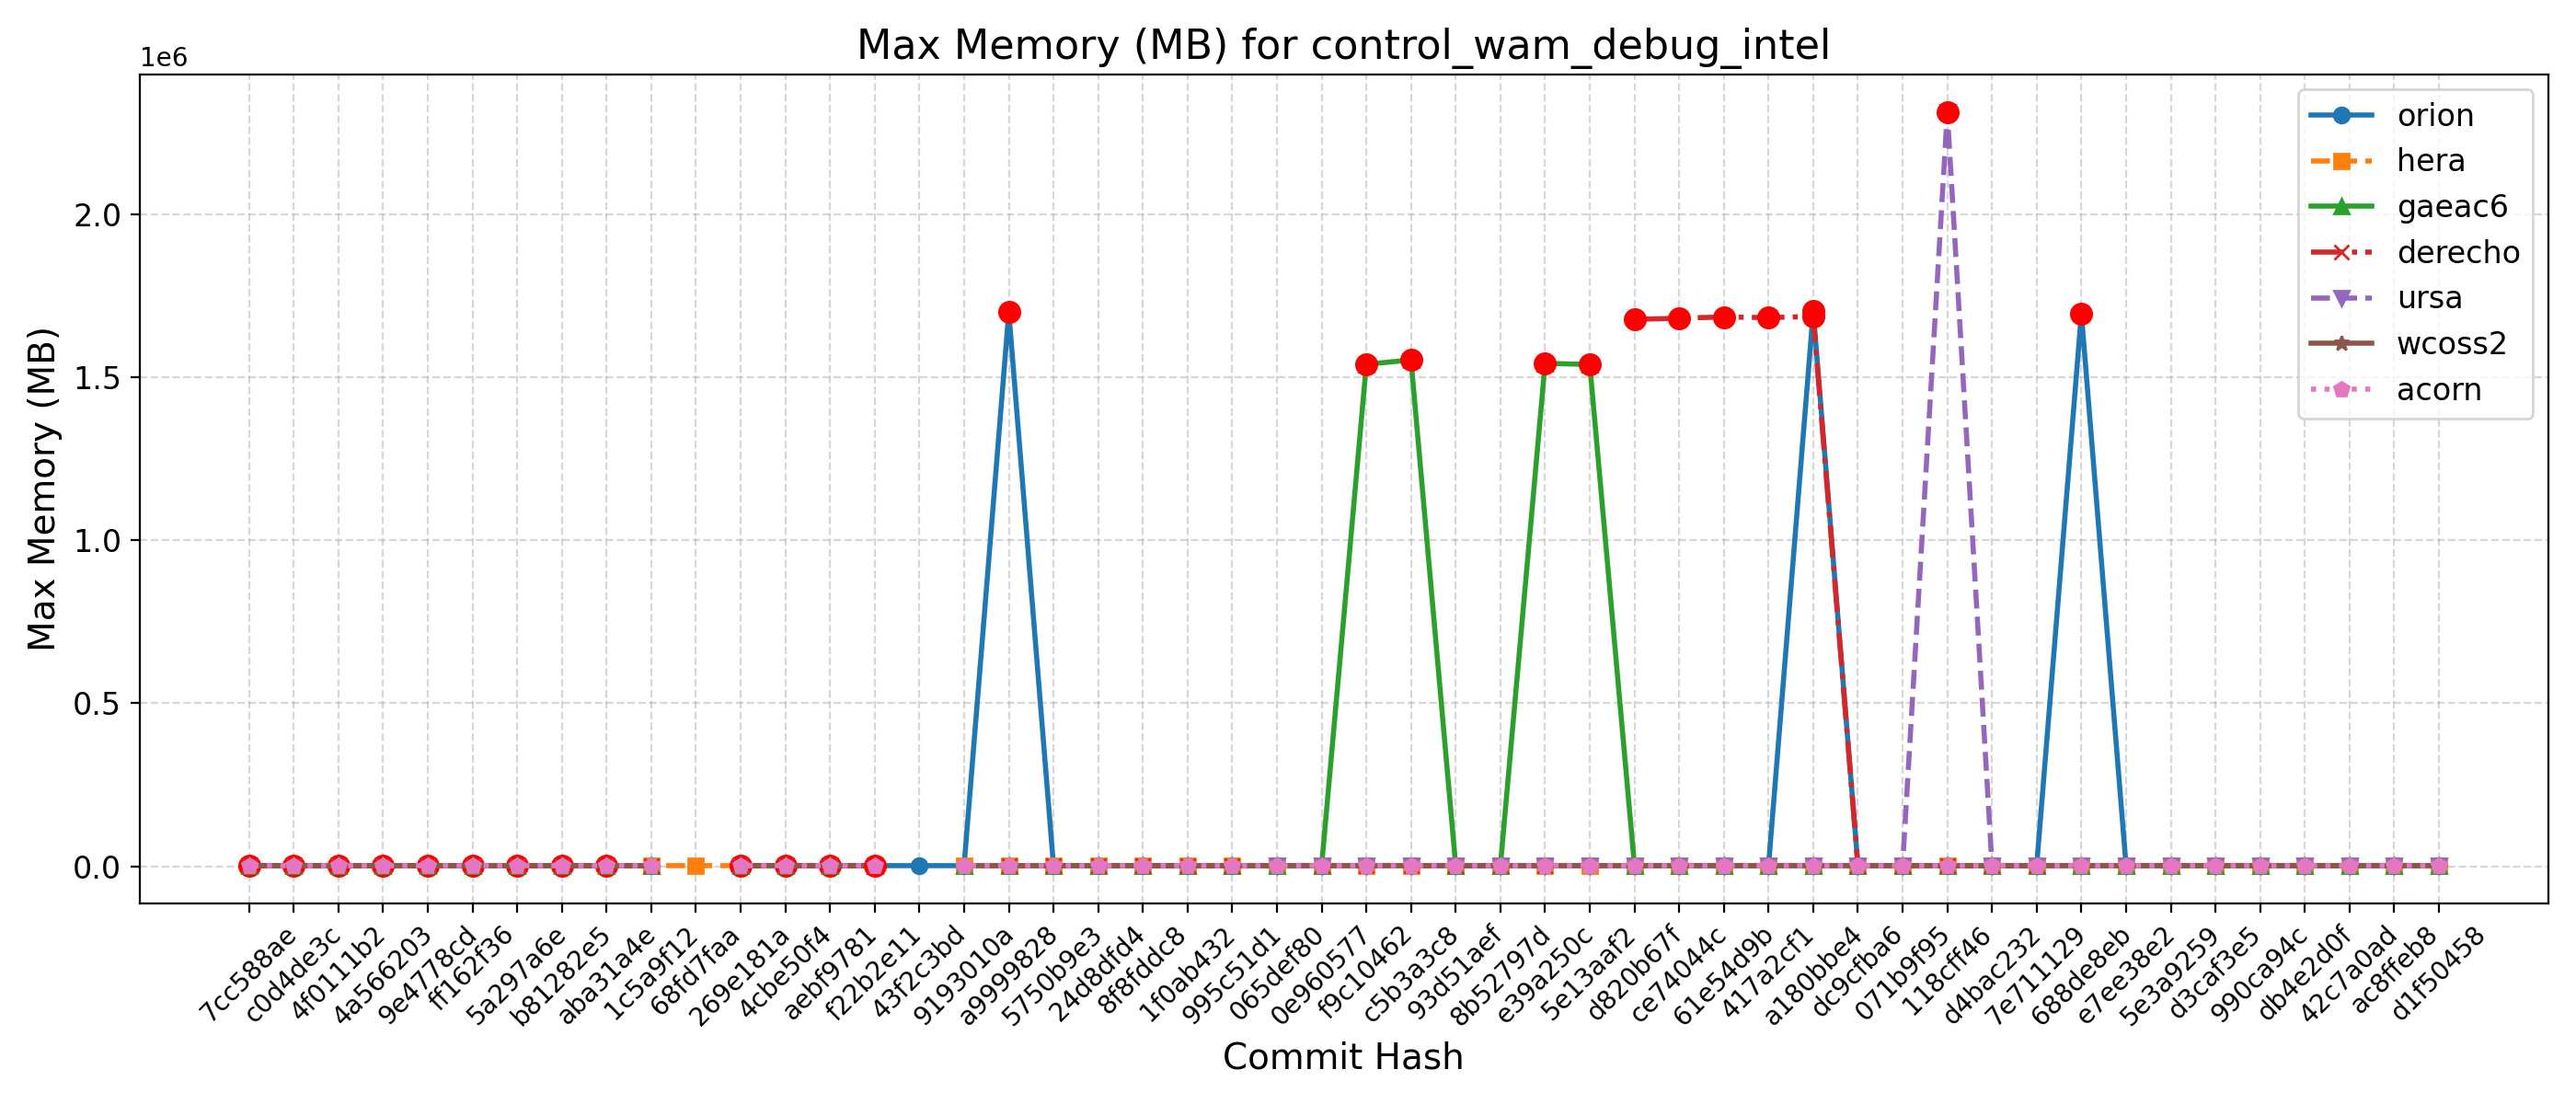 Max Memory (MB) for control_wam_debug_intel
1e6
Max Memory (MB)
2.0
1.5
1.0
0.5
0.0
orion
hera
gaeac6
derecho
ursa
wcoss2
acorn
7cc588ae
c0d4de3c
4f0111b2
4a566203
9e4778cd
ff162f36
5a297a6e
b81282e5
aba31a4e
1c5a9f12
68fd7faa
269e181a
4cbe50f4
aebf9781
f22b2e11
43f2c3bd
9193010a
a9999828
5750b9e3
24d8dfd4
8f8fddc8
1f0ab432
995c51d1
065def80
0e960577
f9c10462
c5b3a3c8
93d51aef
8b52797d
e39a250c
5e13aaf2
d820b67f
ce74044c
61e54d9b
417a2cf1
a180bbe4
dc9cfba6
071b9f95
118cff46
d4bac232
7e711129
688de8eb
e7ee38e2
5e3a9259
d3caf3e5
990ca94c
db4e2d0f
42c7a0ad
ac8ffeb8
d1f50458
Commit Hash